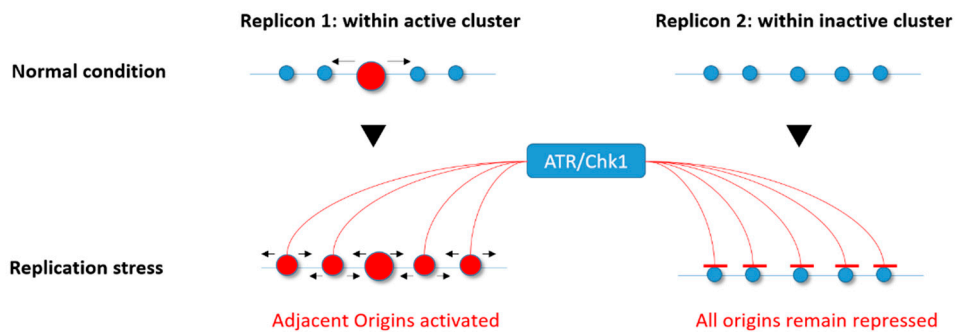 Replicon 1: within active cluster
Replicon 2: within inactive cluster
Normal condition
ATR/Chk1
Replication stress
Adjacent Origins activated
All origins remain repressed